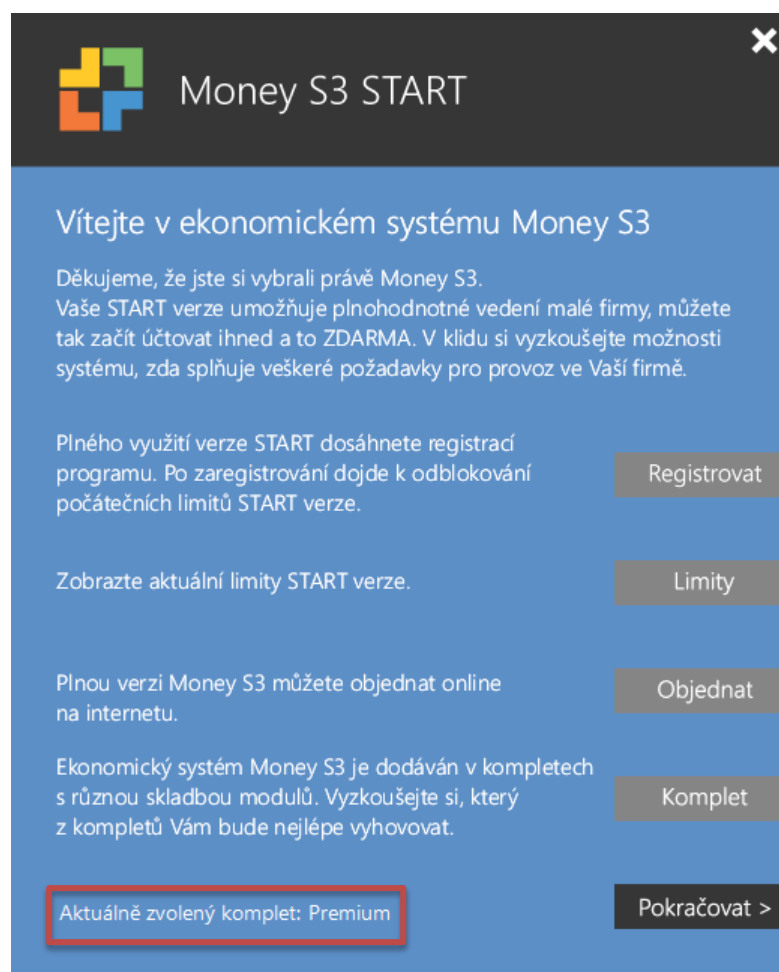 Money S3 START
Vítejte v ekonomickém systému Money S3
Děkujeme, že jste si vybrali právě Money S3.
Vaše START verze umožňuje plnohodnotné vedení malé firmy, můžete
tak začít účtovat ihned a to ZDARMA. V klidu si vyzkoušejte možnosti
systému, zda splňuje veškeré požadavky pro provoz ve Vaší firmě.
Plného využití verze START dosáhnete registrací
programu. Po zaregistrování dojde k odblokování
počátečních limitů START verze.
Registrovat
Zobrazte aktuální limity START verze.
Limity
Plnou verzi Money S3 můžete objednat online
na internetu.
Objednat
Ekonomický systém Money S3 je dodáván v kompletech
s různou skladbou modulů. Vyzkoušejte si, který
z kompletů Vám bude nejlépe vyhovovat.
Komplet
Aktuálně zvolený komplet: Premium
Pokračovat >